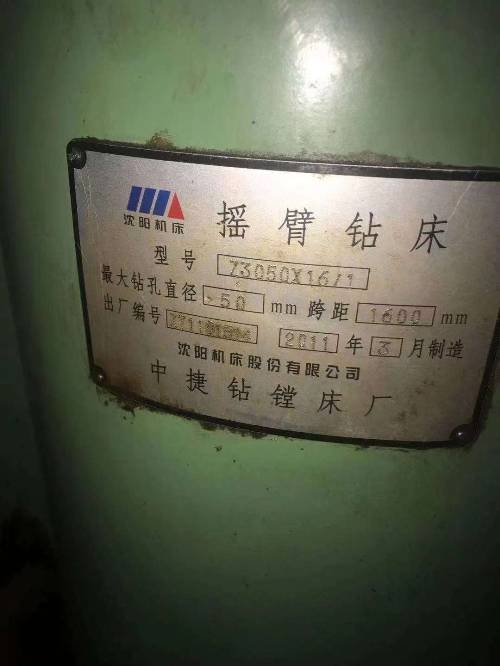 沈阳机床
摇臂钻床
型号 Z3050X16/1
最大钻孔直径 50 mm 跨距 1600 mm
出厂编号 2011 年 3 月制造
沈阳机床股份有限公司
中捷钻镗床厂